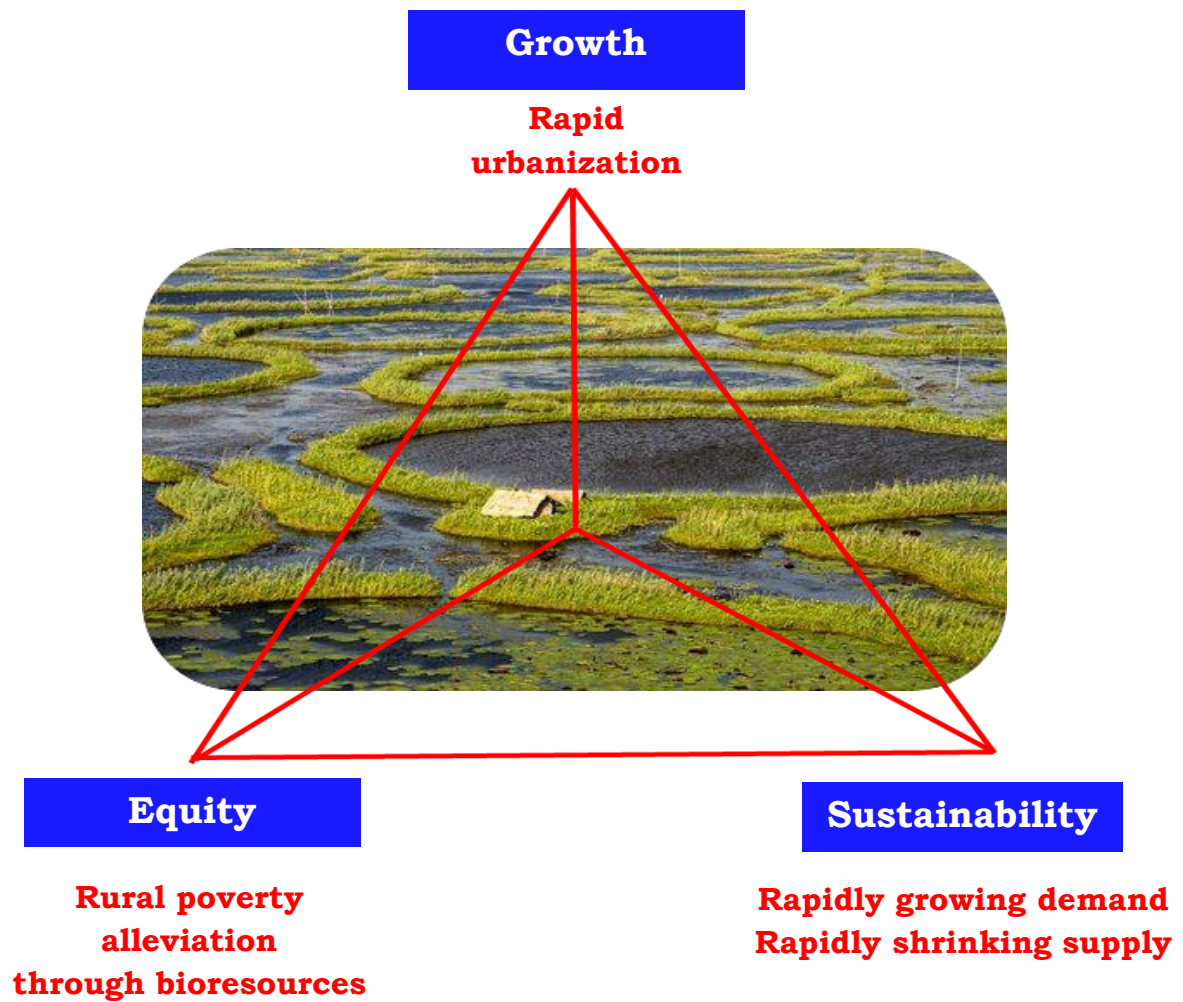 Growth
Rapid
urbanization
Equity
Rural poverty
alleviation
through bioresources
Sustainability
Rapidly growing demand
Rapidly shrinking supply